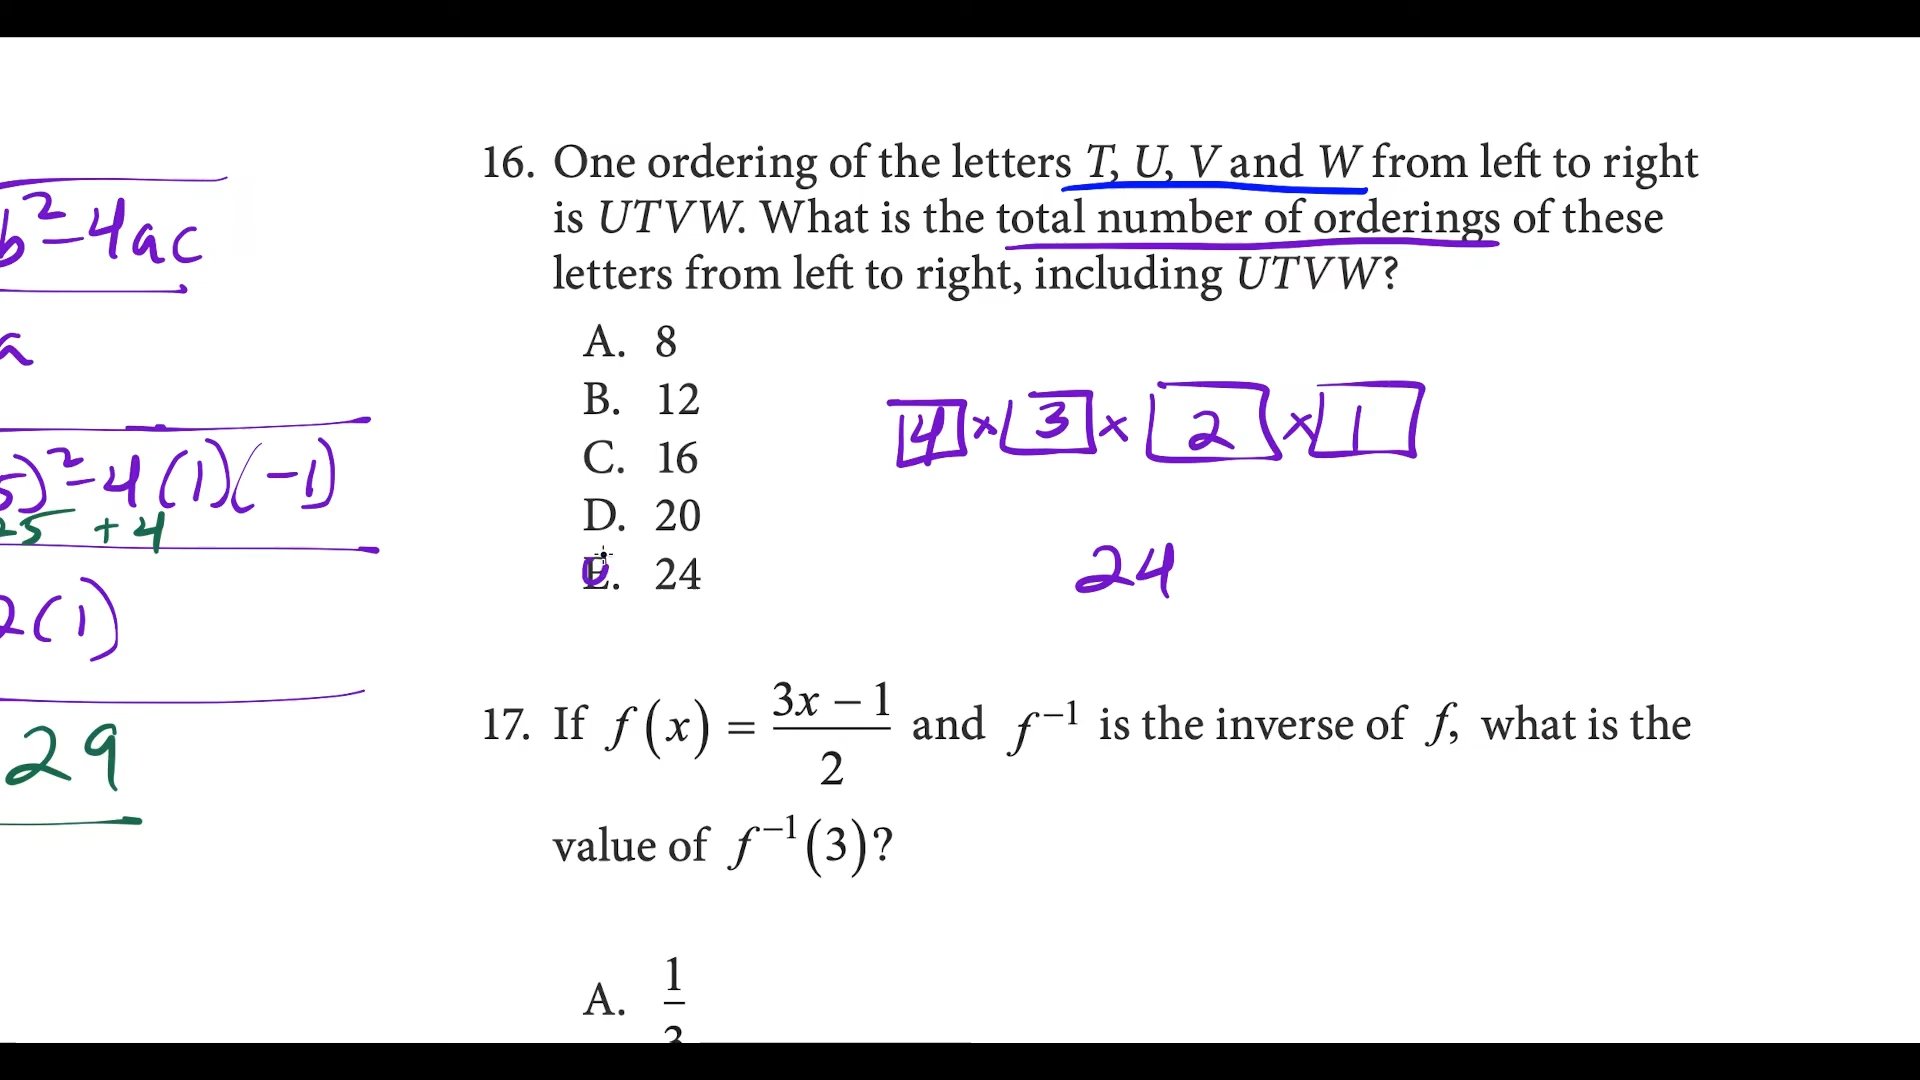 b²-4ac
a
5)²-4(1)(-1)
25 +4
2(1)
29
16. One ordering of the letters T, U, V and W from left to right
is UTVW. What is the total number of orderings of these
letters from left to right, including UTVW?
A. 8
B. 12
C. 16
D. 20
E. 24
4 × 3 × 2 × 1
24
17. If f(x) = (3x − 1)/2 and f⁻¹ is the inverse of f, what is the
value of f⁻¹(3)?
A. 1/3